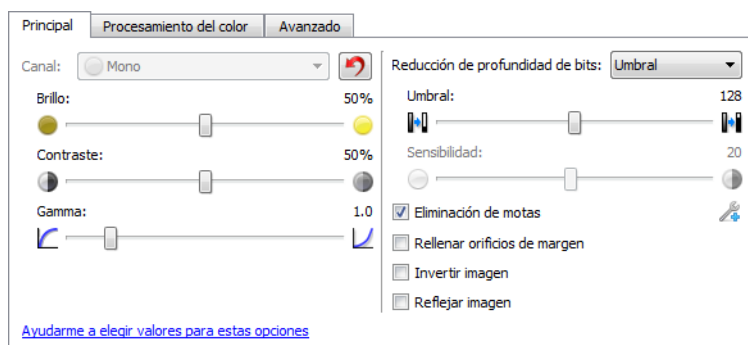 Principal
Procesamiento del color
Avanzado
Canal:
Mono
Brillo:
50%
Contraste:
50%
Gamma:
1.0
Ayudarme a elegir valores para estas opciones
Reducción de profundidad de bits:
Umbral
Umbral:
128
Sensibilidad:
20
Eliminación de motas
Rellenar orificios de margen
Invertir imagen
Reflejar imagen